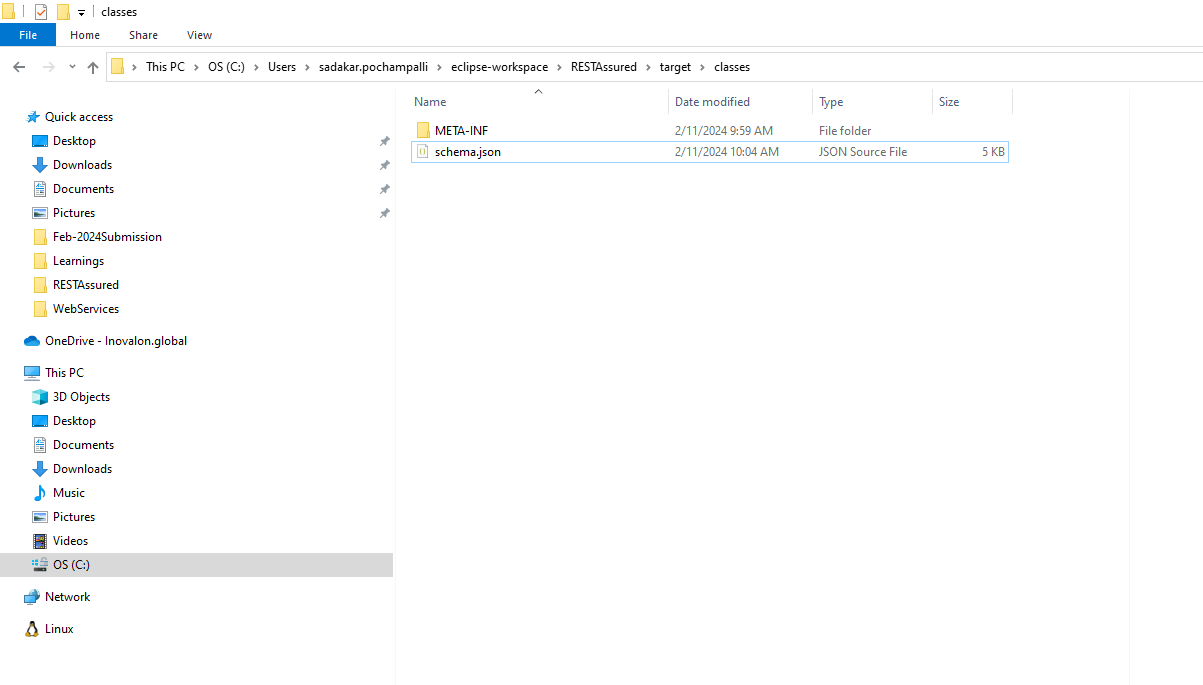 classes
File Home Share View
This PC > OS (C:) > Users > sadakar.pochampalli > eclipse-workspace > RESTAssured > target > classes
Name Date modified Type Size
META-INF 2/11/2024 9:59 AM File folder
schema.json 2/11/2024 10:04 AM JSON Source File 5 KB
Quick access
Desktop
Downloads
Documents
Pictures
Feb-2024Submission
Learnings
RESTAssured
WebServices
OneDrive - Inovalon.global
This PC
3D Objects
Desktop
Documents
Downloads
Music
Pictures
Videos
OS (C:)
Network
Linux